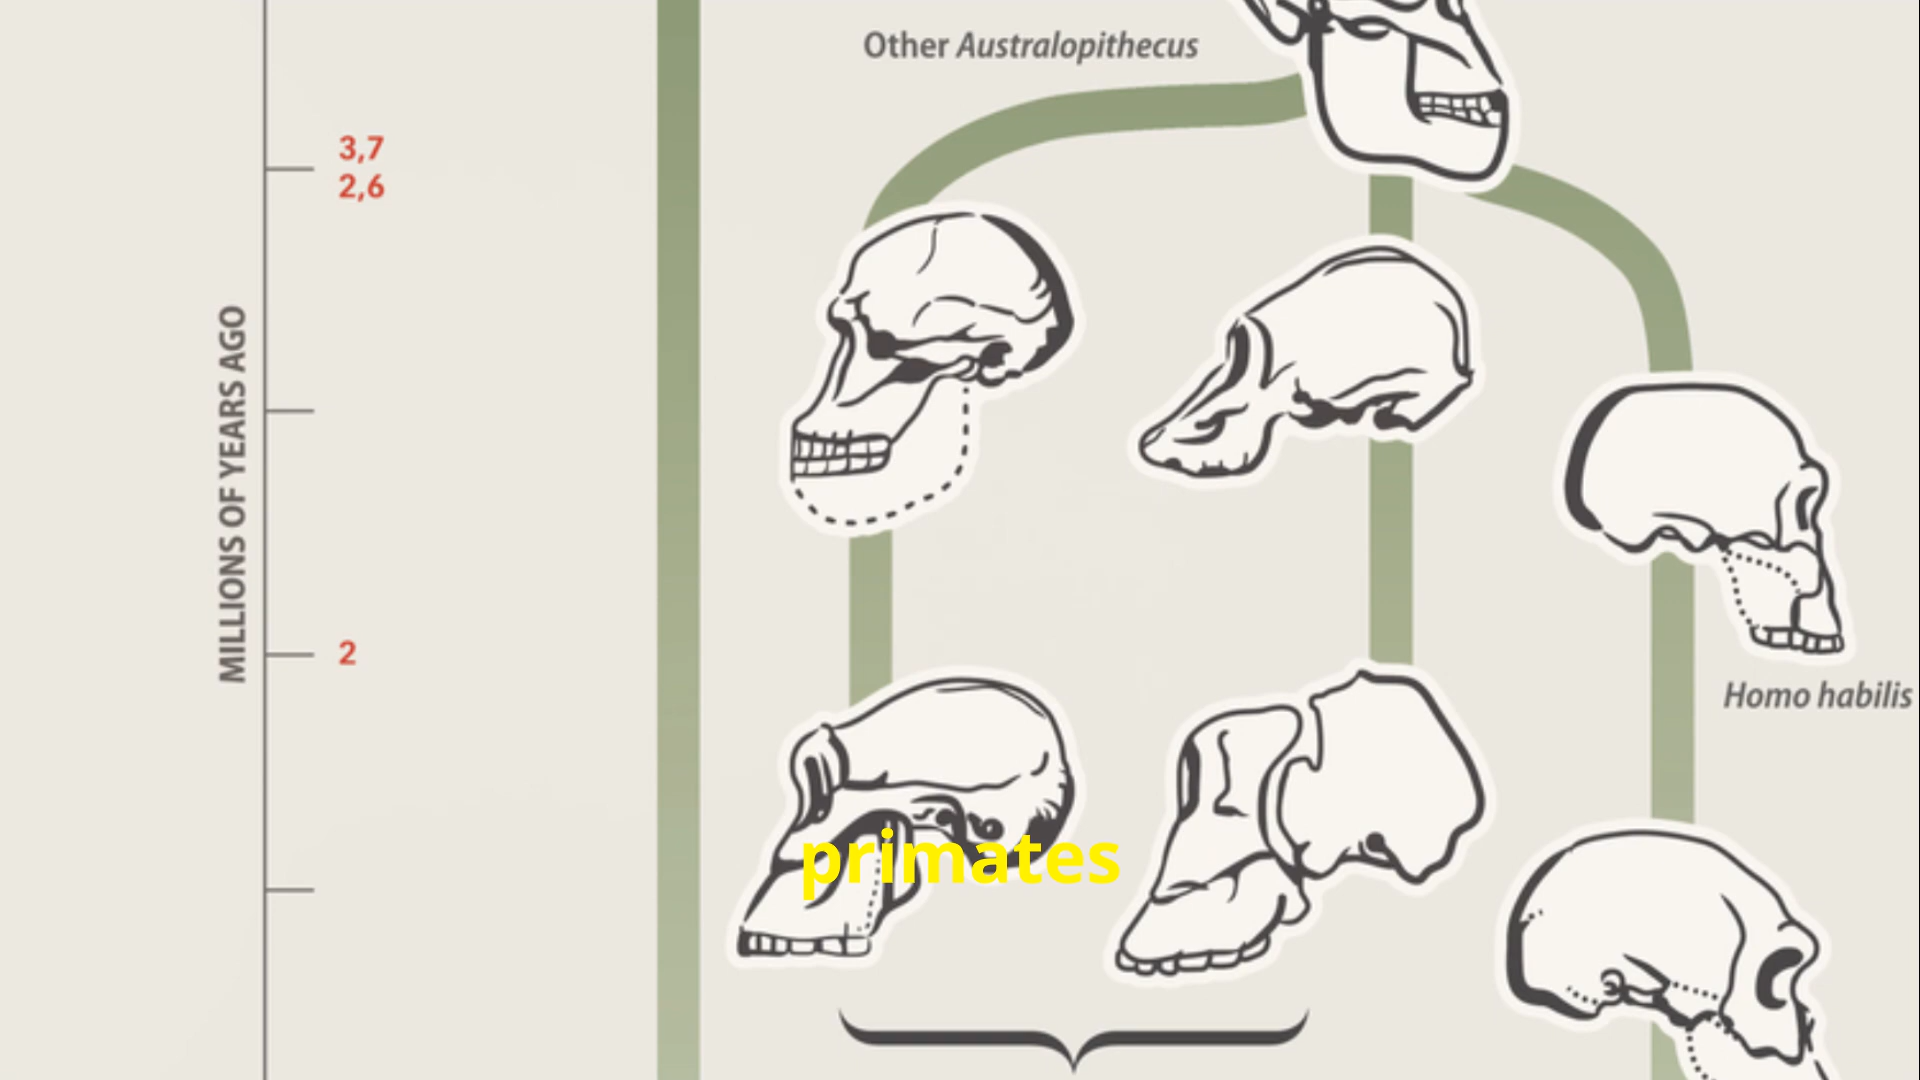 Other Australopithecus
3,7
2,6
MILLIONS OF YEARS AGO
2
Homo habilis
primates